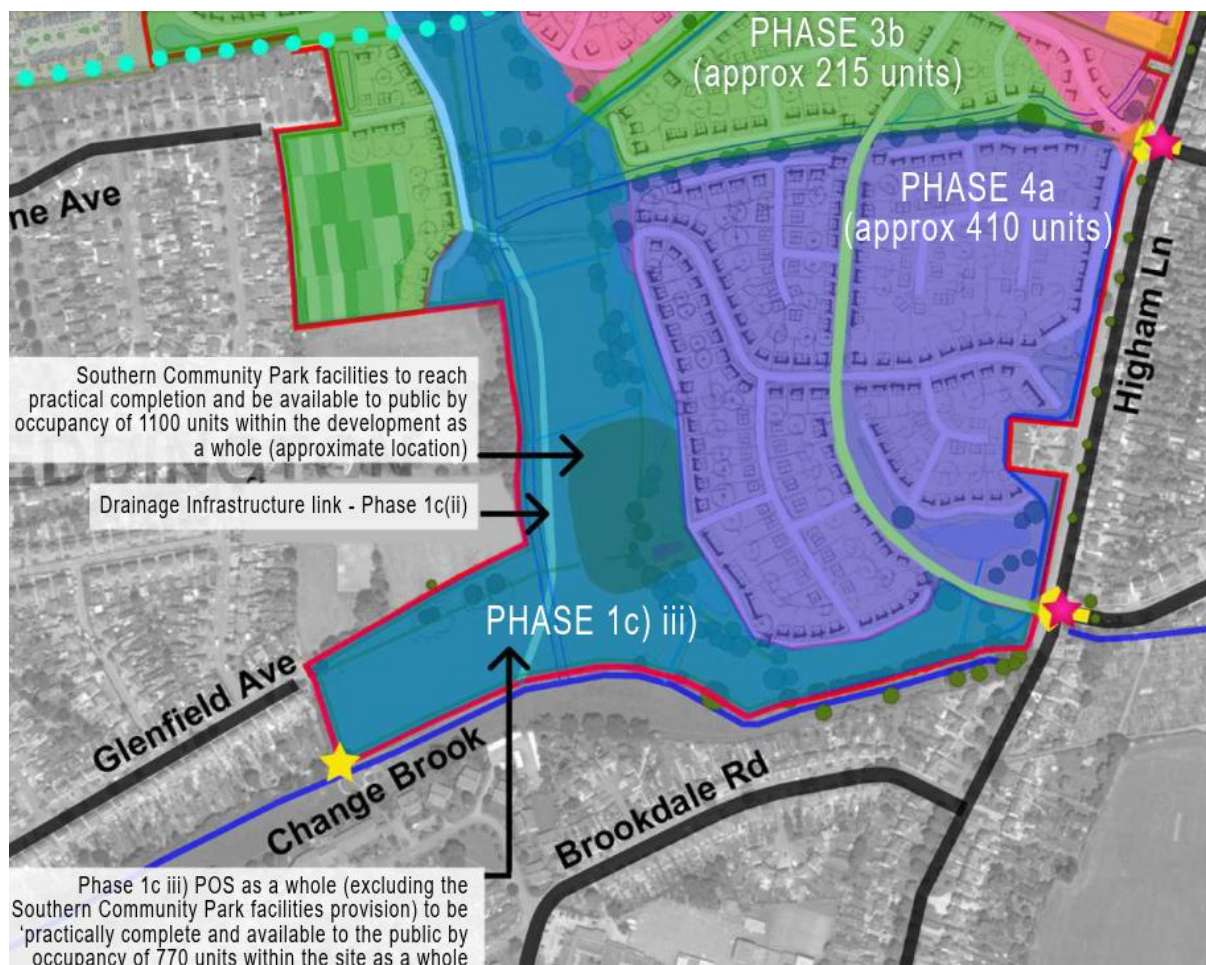 PHASE 3b
(approx 215 units)
PHASE 4a
(approx 410 units)
ne Ave
Higham Ln
Southern Community Park facilities to reach
practical completion and be available to public by
occupancy of 1100 units within the development as
a whole (approximate location)
Drainage Infrastructure link - Phase 1c(ii)
PHASE 1c) iii)
Glenfield Ave
Change Brook
Brookdale Rd
Phase 1c iii) POS as a whole (excluding the
Southern Community Park facilities provision) to be
‘practically complete and available to the public by
occupancy of 770 units within the site as a whole